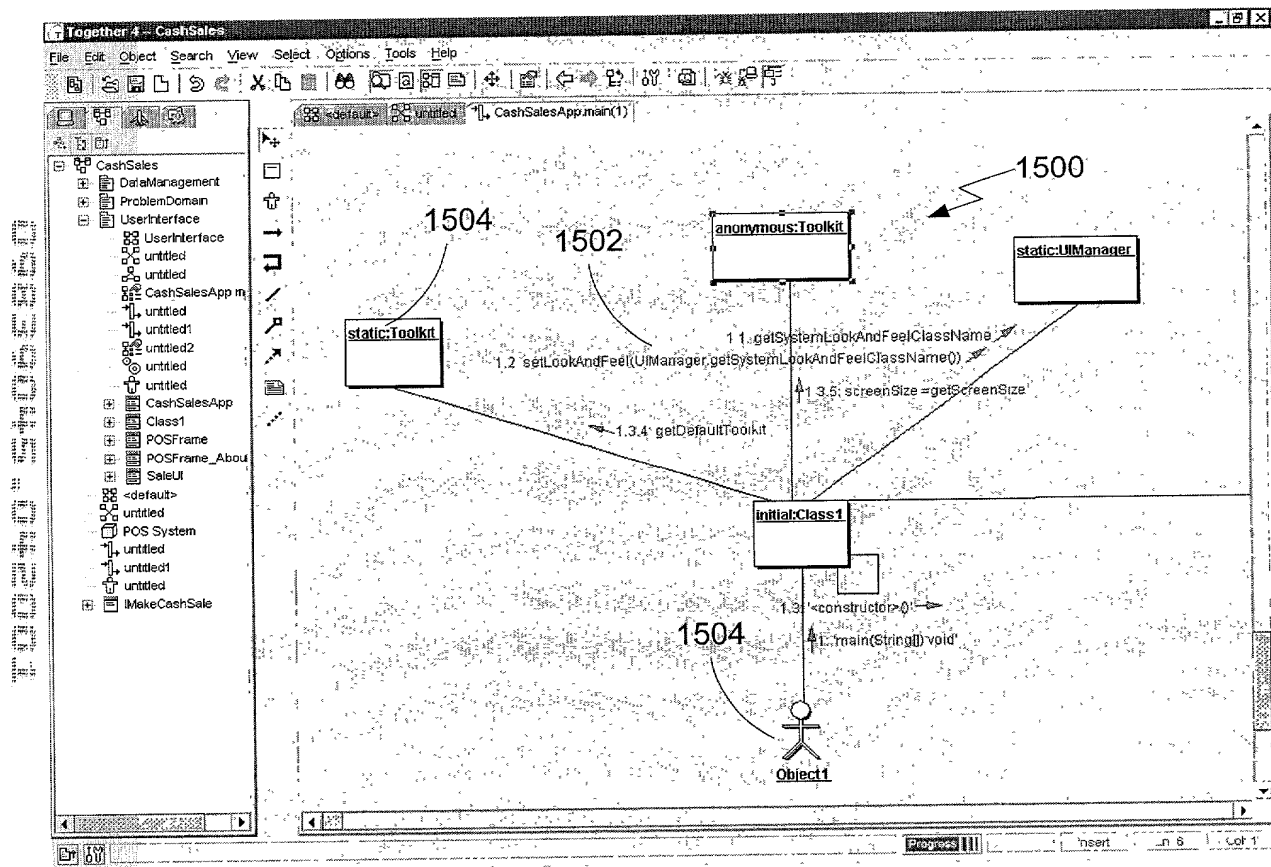 Together 4 - CashSales
File Edit Object Search View Select Options Tools Help
<default> untitled CashSalesApp.main(1)
CashSales
DataManagement
ProblemDomain
UserInterface
UserInterface
untitled
untitled
CashSalesApp m
untitled
untitled1
untitled2
untitled
untitled
CashSalesApp
Class1
POSFrame
POSFrame_Abou
SaleUI
<default>
untitled
POS System
untitled
untitled1
untitled
IMakeCashSale
1500
1504
1502
anonymous:Toolkit
static:UIManager
static:Toolkit
1.1: getSystemLookAndFeelClassName
1.2: setLookAndFeel(UIManager.getSystemLookAndFeelClassName())
1.3.5: screenSize =getScreenSize
1.3.4: getDefaultToolkit
initial:Class1
1.3: '<constructor>()'
1504
1: 'main(String[]):void'
Object1
Progress Insert Ln 6 Col 1